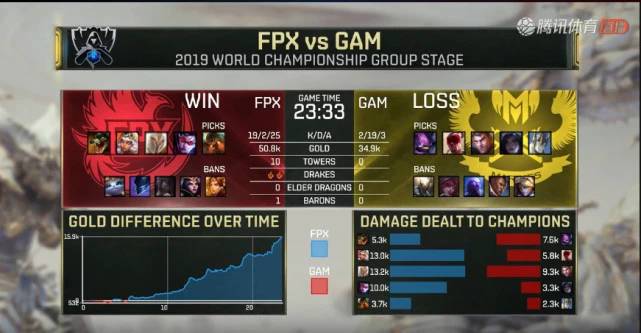 腾讯体育
FPX vs GAM
2019 WORLD CHAMPIONSHIP GROUP STAGE
WIN
FPX
GAME TIME
23:33
GAM
LOSS
PICKS
19/2/25
K/D/A
2/19/3
PICKS
50.8k
GOLD
34.9k
10
TOWERS
0
BANS
DRAKES
BANS
0
ELDER DRAGONS
0
1
BARONS
0
GOLD DIFFERENCE OVER TIME
15.9k
532
0
10
20
FPX
GAM
DAMAGE DEALT TO CHAMPIONS
5.3k
7.6k
13.0k
5.8k
13.2k
9.3k
10.0k
3.3k
3.7k
2.3k